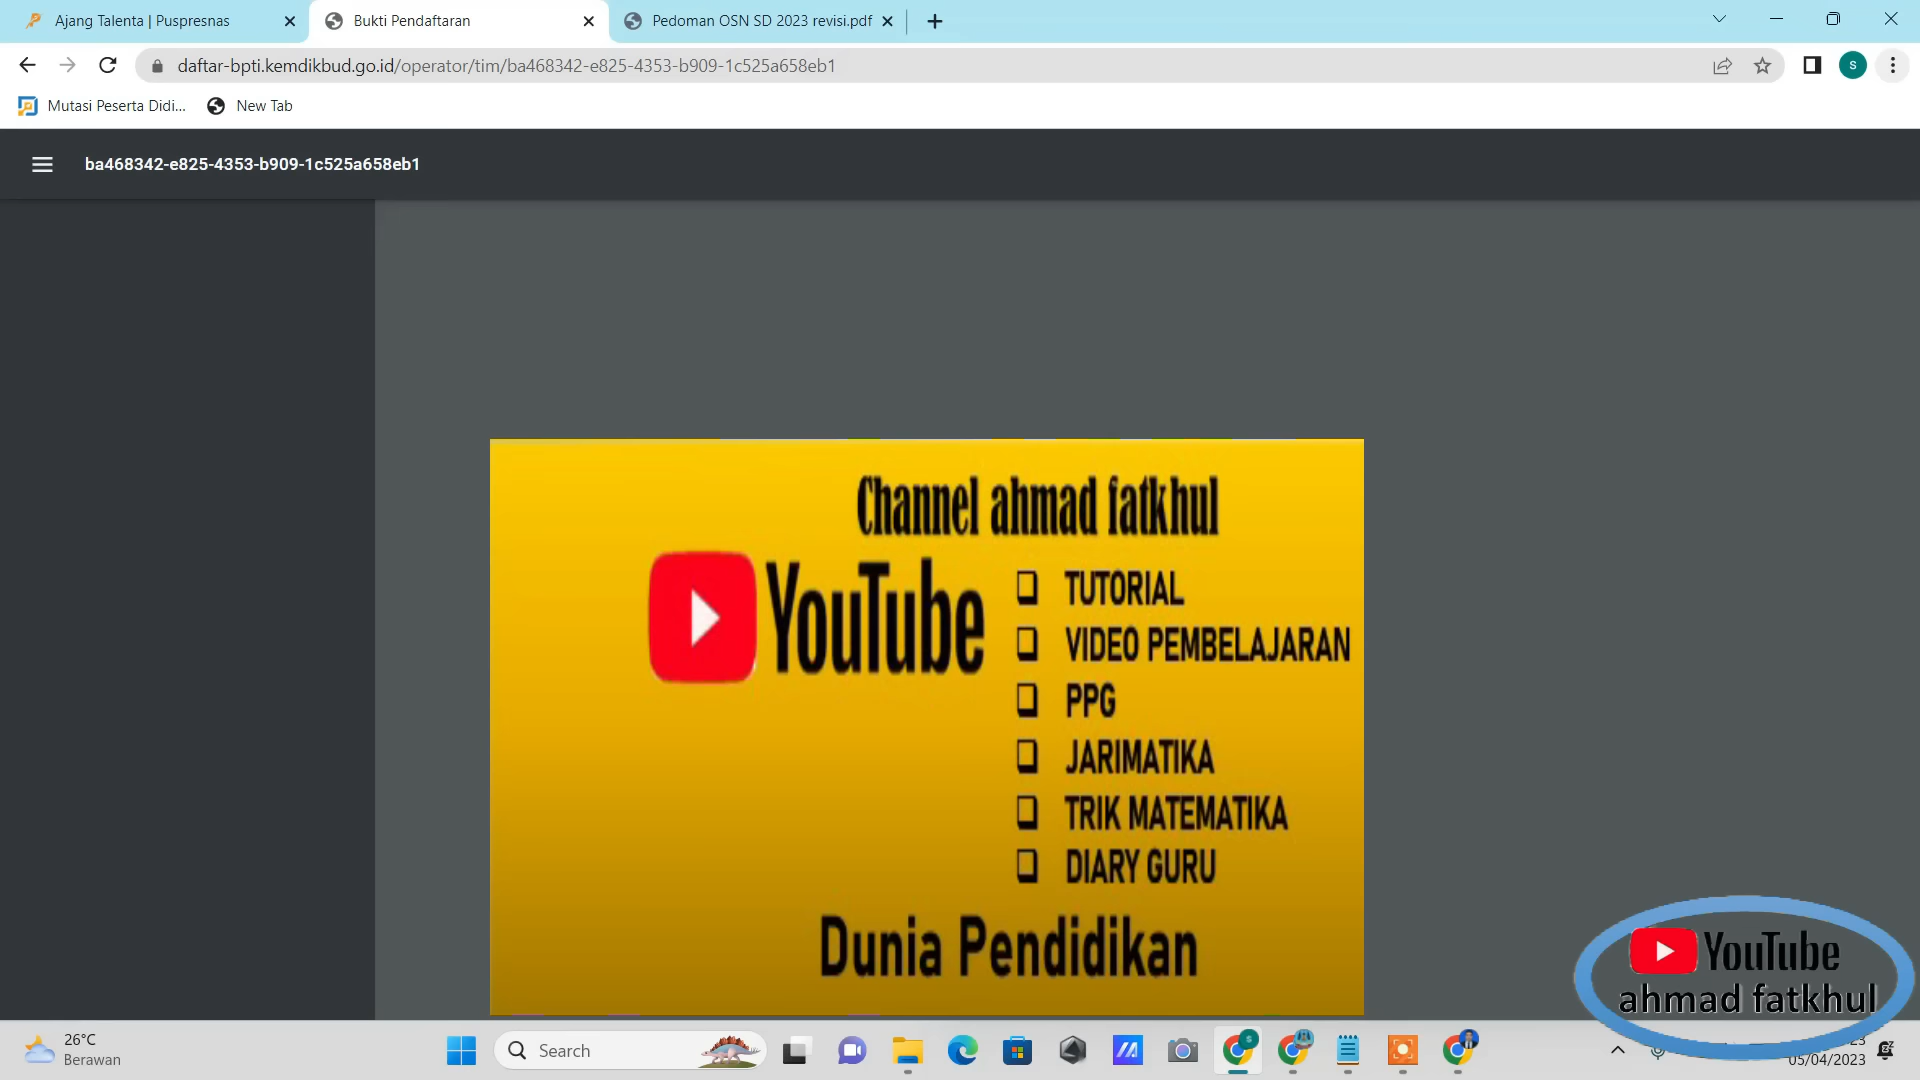 Ajang Talenta | Puspresnas
Bukti Pendaftaran
Pedoman OSN SD 2023 revisi.pdf
daftar-bpti.kemdikbud.go.id/operator/tim/ba468342-e825-4353-b909-1c525a658eb1
S
Mutasi Peserta Didi...
New Tab
ba468342-e825-4353-b909-1c525a658eb1
Channel ahmad fatkhul
YouTube
TUTORIAL
VIDEO PEMBELAJARAN
PPG
JARIMATIKA
TRIK MATEMATIKA
DIARY GURU
Dunia Pendidikan
YouTube
ahmad fatkhul
26°C
Berawan
Search
05/04/2023